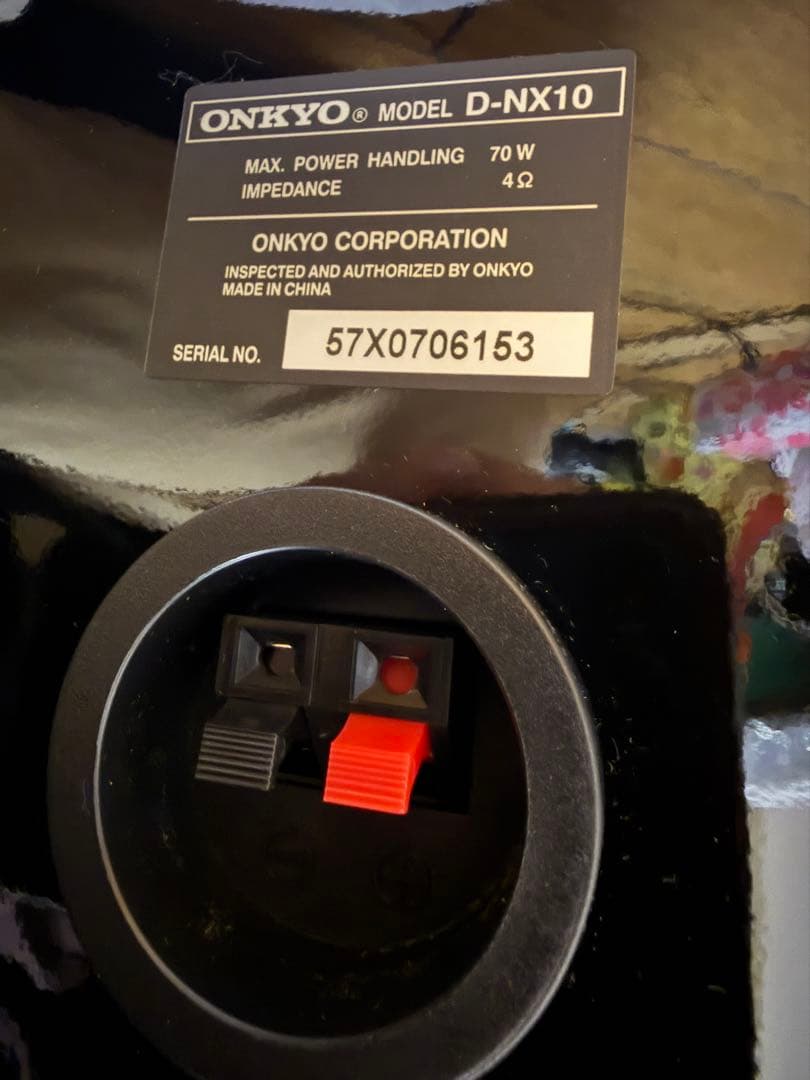 ONKYO® MODEL D-NX10
MAX. POWER HANDLING 70 W
IMPEDANCE 4Ω
ONKYO CORPORATION
INSPECTED AND AUTHORIZED BY ONKYO
MADE IN CHINA
SERIAL NO. 57X0706153